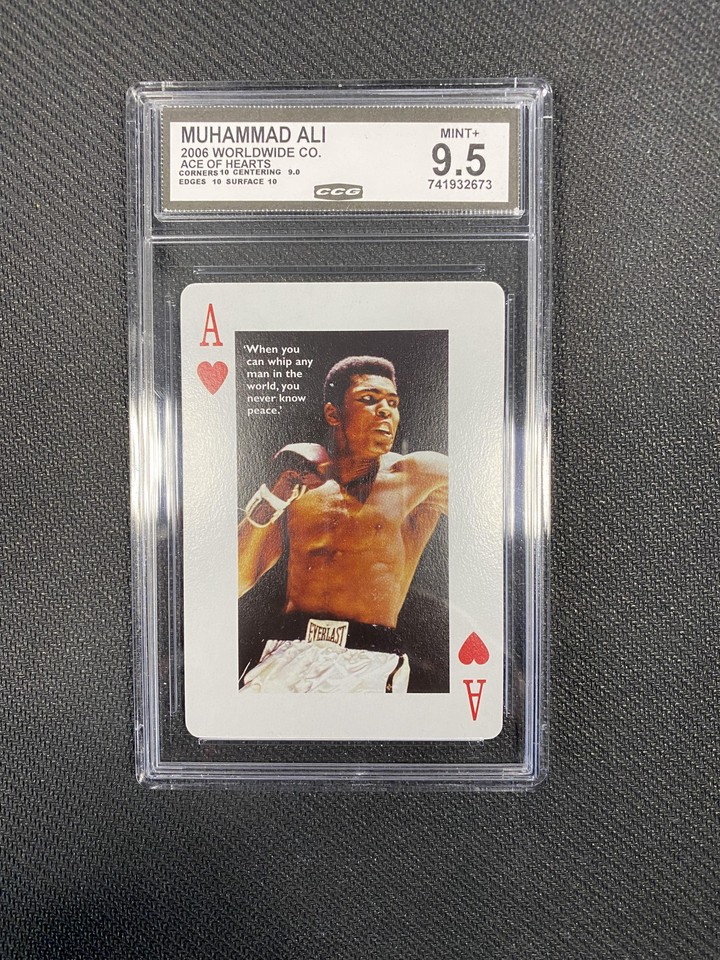 MUHAMMAD ALI
2006 WORLDWIDE CO.
ACE OF HEARTS
CORNERS 10 CENTERING 9.0
EDGES 10 SURFACE 10
CCG
MINT+
9.5
741932673
A
'When you
can whip any
man in the
world, you
never know
peace.'
EVERLAST
A